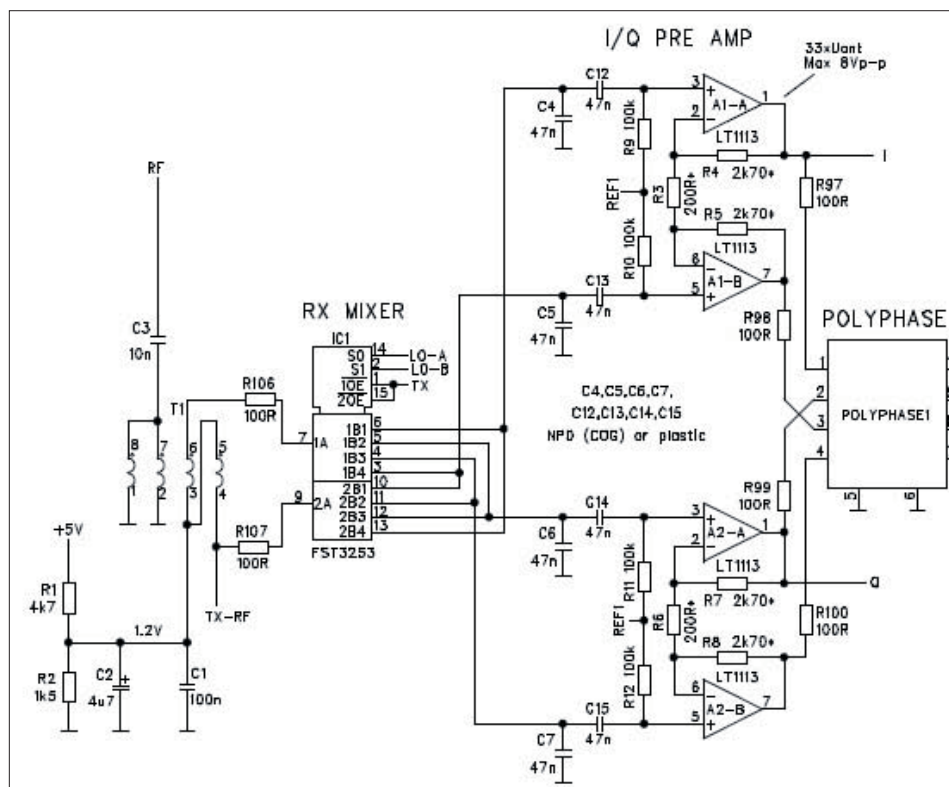 I/Q PRE AMP
33xUant
Max 8Vp-p
C12
47n
3
+
A1-A
1
2
-
LT1113
C4
47n
R9 100k
R4 2k70*
I
R97
100R
RF
REF1
R3
200R*
R5 2k70*
LT1113
R10 100k
C13
47n
6
-
A1-B
7
5
+
C5
47n
R98
100R
POLYPHASE
C3
10n
RX MIXER
IC1
S0
14
LO-A
S1
2
LO-B
1OE
1
2OE
15
TX
C4,C5,C6,C7,
C12,C13,C14,C15
NPO (COG) or plastic
1
2
3
4
POLYPHASE1
5
6
R106
100R
T1
7
1A
1B1
6
1B2
5
1B3
4
1B4
3
2B1
10
2B2
11
2B3
12
2B4
13
9
2A
FST3253
8
7
6
5
1
2
3
4
R107
100R
TX-RF
+5V
R1
4k7
1.2V
R2
1k5
C2
4u7
+
C1
100n
R99
100R
C14
47n
3
+
A2-A
1
2
-
LT1113
C6
47n
R11 100k
R7 2k70*
Q
REF1
R6
200R*
R8 2k70*
LT1113
R100
100R
R12 100k
C15
47n
6
-
A2-B
7
5
+
C7
47n